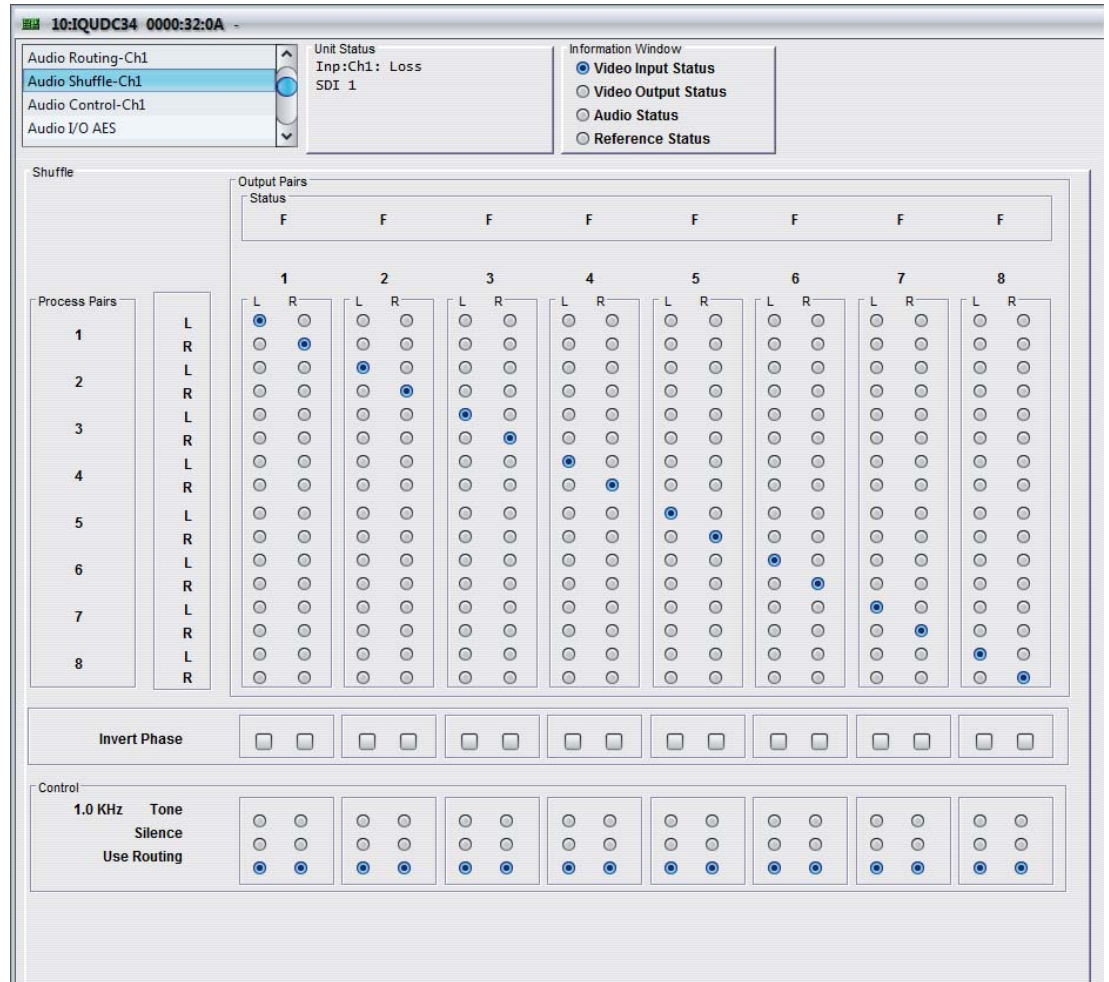 10:IQUDC34 0000:32:0A -
Audio Routing-Ch1
Audio Shuffle-Ch1
Audio Control-Ch1
Audio I/O AES
Unit Status
Inp:Ch1: Loss
SDI 1
Information Window
Video Input Status
Video Output Status
Audio Status
Reference Status
Shuffle
Output Pairs
Status
F F F F F F F F
1 2 3 4 5 6 7 8
Process Pairs
L R L R L R L R L R L R L R L R
1 L
R
2 L
R
3 L
R
4 L
R
5 L
R
6 L
R
7 L
R
8 L
R
Invert Phase
Control
1.0 KHz Tone
Silence
Use Routing